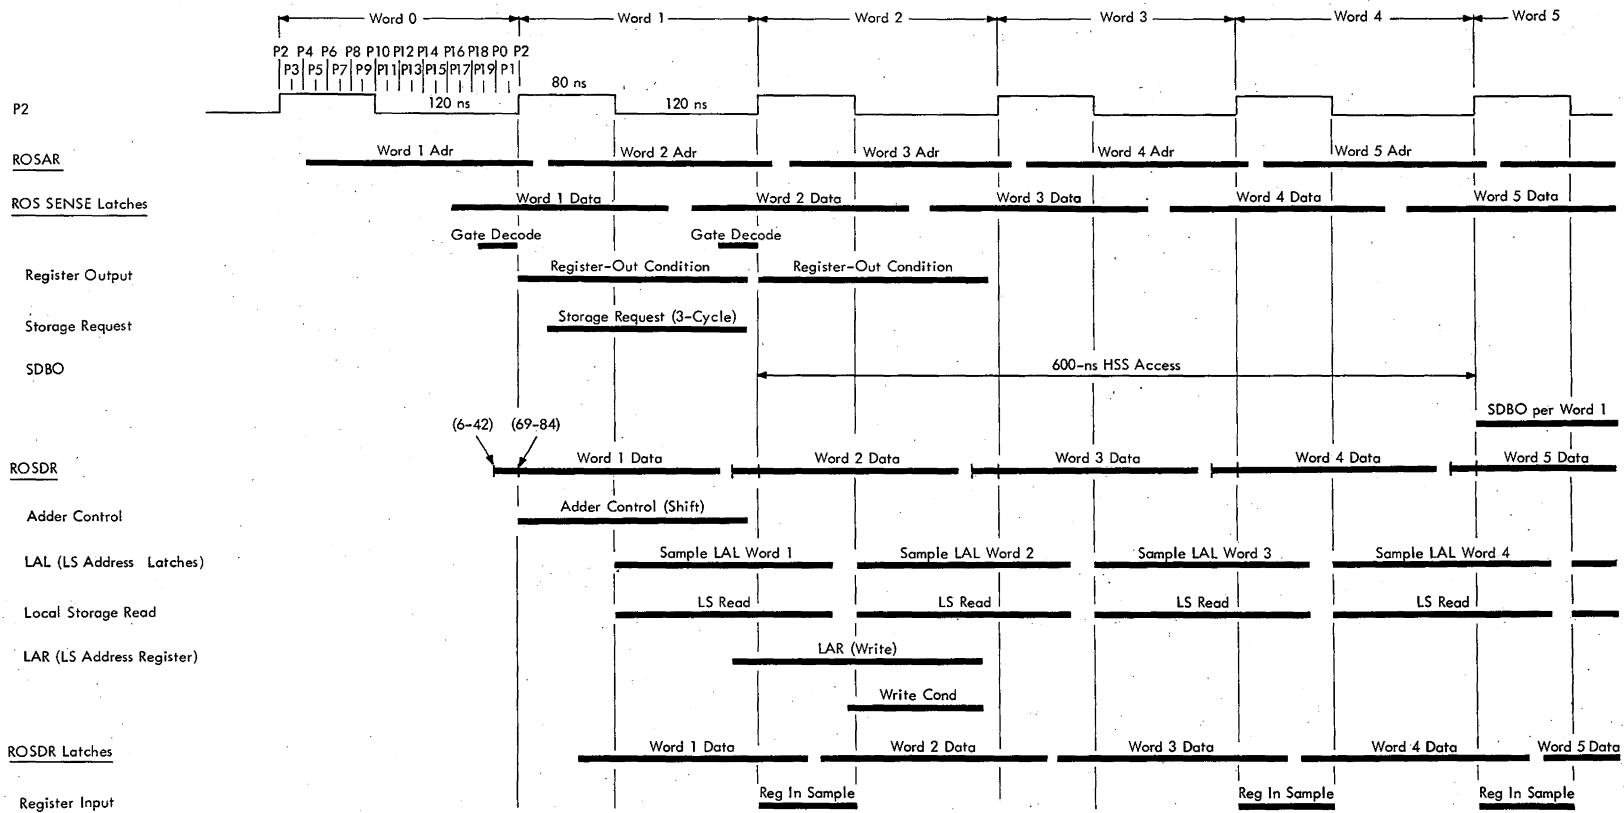 Word 0 Word 1 Word 2 Word 3 Word 4 Word 5
P2 P4 P6 P8 P10 P12 P14 P16 P18 P0 P2
P3 P5 P7 P9 P11 P13 P15 P17 P19 P1
80 ns
P2 120 ns 120 ns
ROSAR Word 1 Adr Word 2 Adr Word 3 Adr Word 4 Adr Word 5 Adr
ROS SENSE Latches Word 1 Data Word 2 Data Word 3 Data Word 4 Data Word 5 Data
Gate Decode Gate Decode
Register Output Register-Out Condition Register-Out Condition
Storage Request Storage Request (3-Cycle)
SDBO 600-ns HSS Access
SDBO per Word 1
(6-42) (69-84)
ROSDR Word 1 Data Word 2 Data Word 3 Data Word 4 Data Word 5 Data
Adder Control Adder Control (Shift)
LAL (LS Address Latches) Sample LAL Word 1 Sample LAL Word 2 Sample LAL Word 3 Sample LAL Word 4
Local Storage Read LS Read LS Read LS Read LS Read
LAR (LS Address Register) LAR (Write)
Write Cond
ROSDR Latches Word 1 Data Word 2 Data Word 3 Data Word 4 Data Word 5 Data
Register Input Reg In Sample Reg In Sample Reg In Sample